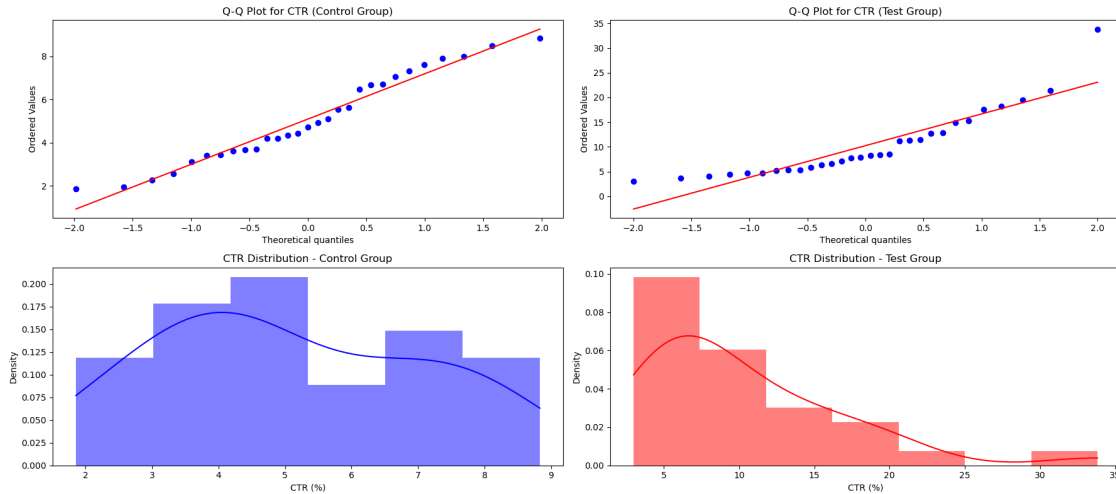 Q-Q Plot for CTR (Control Group)
Ordered Values
8
6
4
2
−2.0 −1.5 −1.0 −0.5 0.0 0.5 1.0 1.5 2.0
Theoretical quantiles
Q-Q Plot for CTR (Test Group)
Ordered Values
35
30
25
20
15
10
5
0
−2.0 −1.5 −1.0 −0.5 0.0 0.5 1.0 1.5 2.0
Theoretical quantiles
CTR Distribution - Control Group
Density
0.200
0.175
0.150
0.125
0.100
0.075
0.050
0.025
0.000
2 3 4 5 6 7 8 9
CTR (%)
CTR Distribution - Test Group
Density
0.10
0.08
0.06
0.04
0.02
0.00
5 10 15 20 25 30 35
CTR (%)